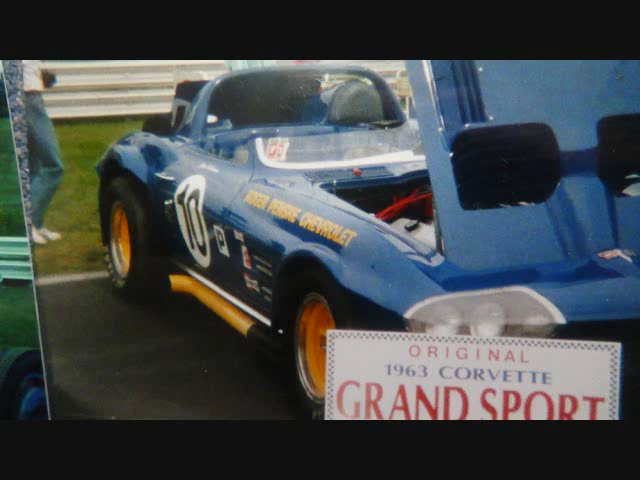 10
ROGER PENSKE CHEVROLET
ORIGINAL
1963 CORVETTE
GRAND SPORT